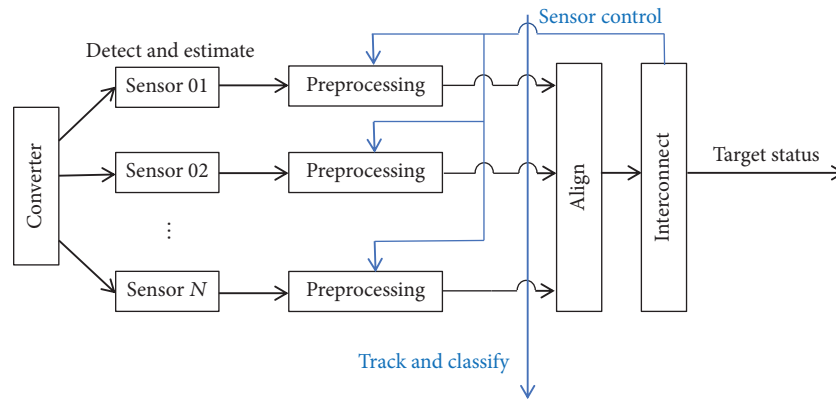 Sensor control
Detect and estimate
Sensor 01
Preprocessing
Converter
Sensor 02
Preprocessing
Align
Interconnect
Target status
⋮
Sensor N
Preprocessing
Track and classify